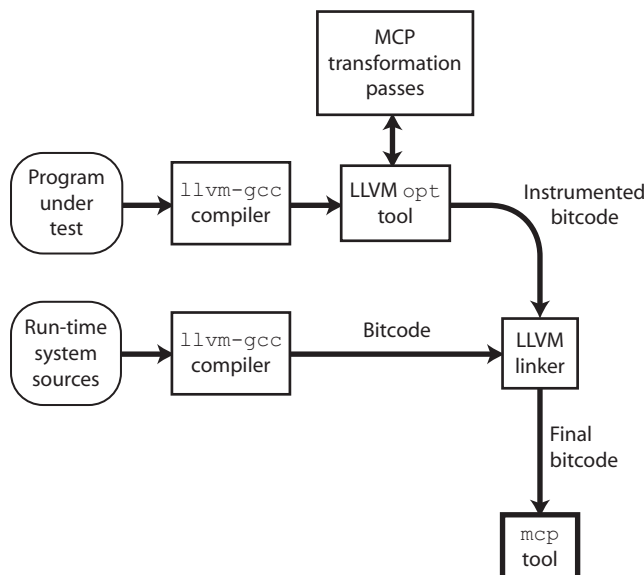 MCP
transformation
passes
Program
under
test
llvm-gcc
compiler
LLVM opt
tool
Instrumented
bitcode
Run-time
system
sources
llvm-gcc
compiler
Bitcode
LLVM
linker
Final
bitcode
mcp
tool